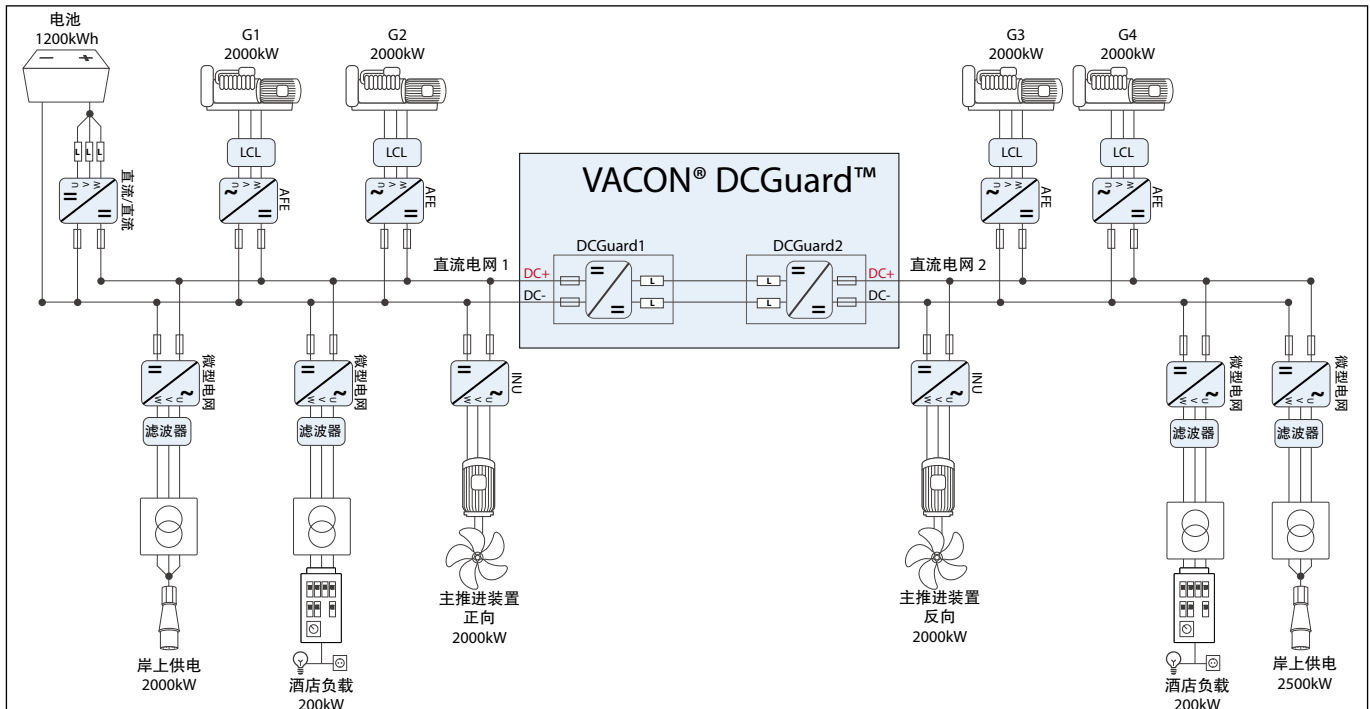 电池
1200kWh
G1
2000kW
G2
2000kW
G3
2000kW
G4
2000kW
L L L
LCL
LCL
LCL
LCL
U V W
直流/直流
U V W
AFE
U V W
AFE
U V W
AFE
U V W
AFE
VACON® DCGuard™
DCGuard1
DCGuard2
直流电网 1
DC+
DC-
L
L
L
L
DC+
DC-
直流电网 2
U V W
微型电网
U V W
微型电网
U V W
INU
U V W
INU
U V W
微型电网
U V W
微型电网
滤波器
滤波器
滤波器
滤波器
主推进装置
正向
2000kW
主推进装置
反向
2000kW
岸上供电
2000kW
酒店负载
200kW
酒店负载
200kW
岸上供电
2500kW